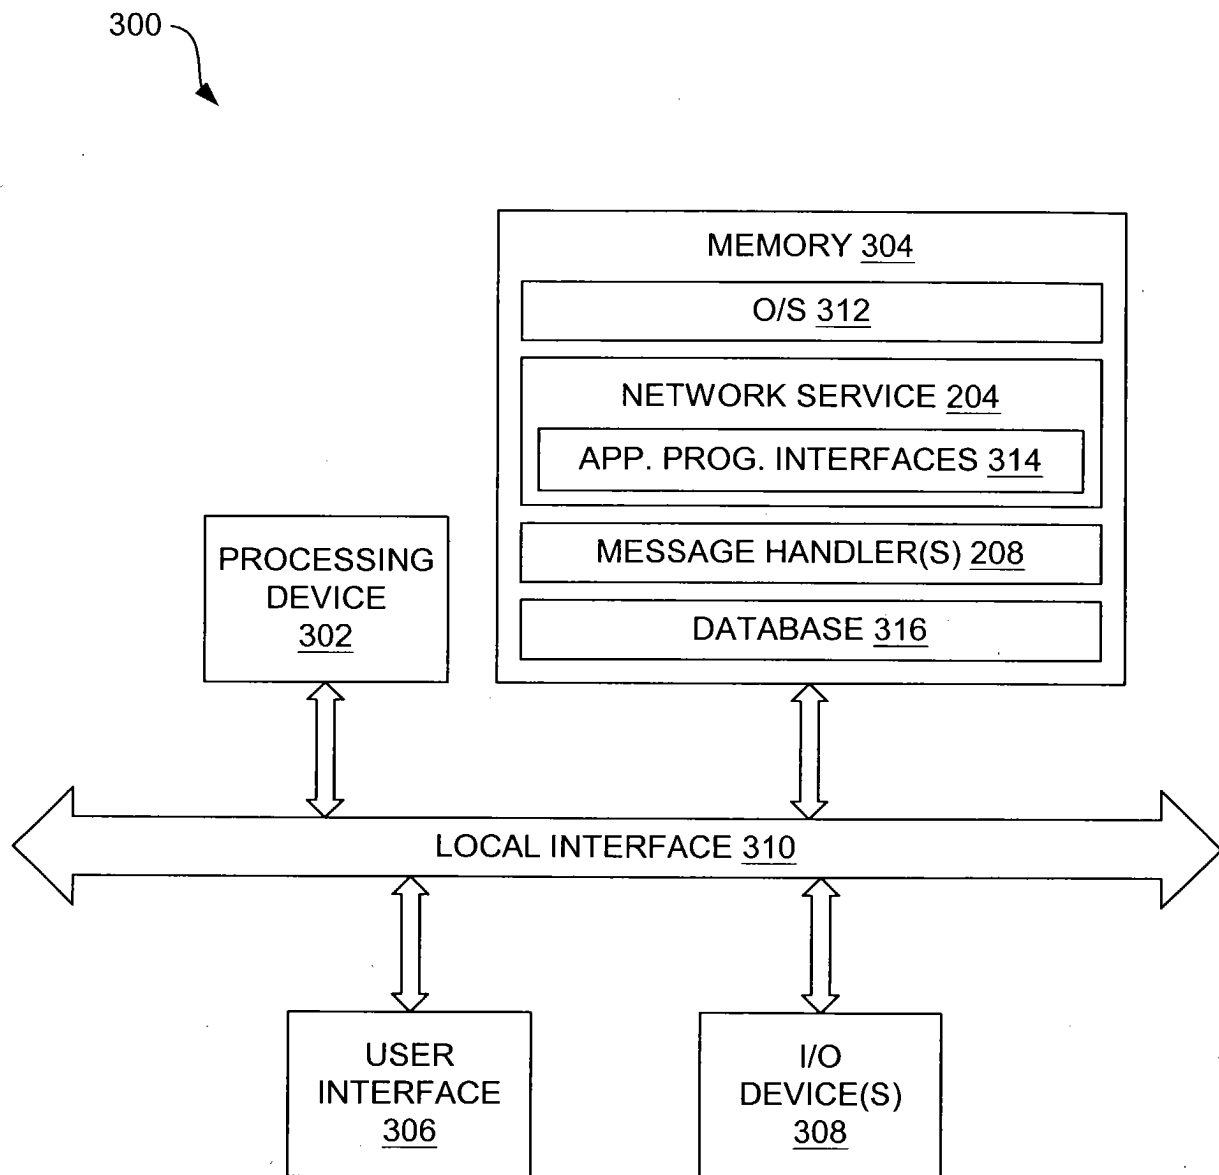 300
MEMORY 304
O/S 312
NETWORK SERVICE 204
APP. PROG. INTERFACES 314
MESSAGE HANDLER(S) 208
DATABASE 316
PROCESSING
DEVICE
302
LOCAL INTERFACE 310
USER
INTERFACE
306
I/O
DEVICE(S)
308